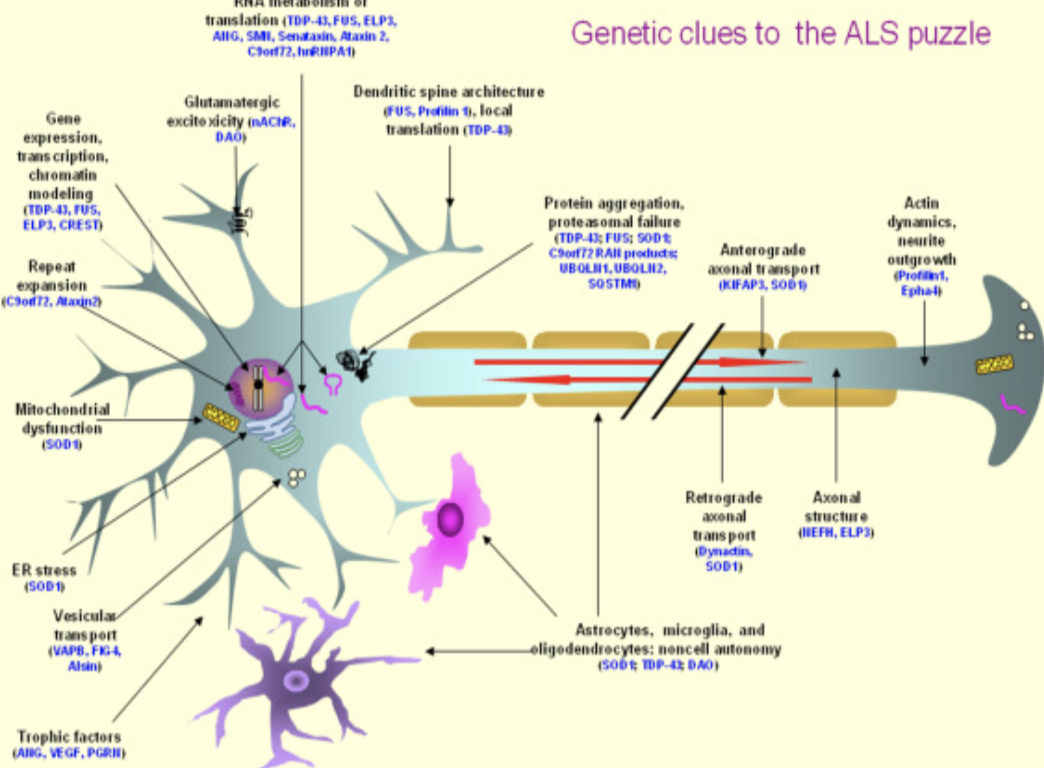 RNA metabolism or
translation (TDP-43, FUS, ELP3,
ANG, SMN, Senataxin, Ataxin 2,
C9orf72, hnRNPA1)
Genetic clues to the ALS puzzle
Glutamatergic
excitoxicity (nAChR,
DAO)
Dendritic spine architecture
(FUS, Profilin 1), local
translation (TDP-43)
Gene
expression,
transcription,
chromatin
modeling
(TDP-43, FUS,
ELP3, CREST)
Repeat
expansion
(C9orf72, Ataxin2)
Protein aggregation,
proteasomal failure
(TDP-43; FUS; SOD1;
C9orf72 RAN products;
UBQLN1, UBQLN2,
SQSTM1)
Anterograde
axonal transport
(KIFAP3, SOD1)
Actin
dynamics,
neurite
outgrowth
(Profilin1,
Epha4)
Mitochondrial
dysfunction
(SOD1)
ER stress
(SOD1)
Vesicular
transport
(VAPB, FIG4,
Alsin)
Trophic factors
(ANG, VEGF, PGRN)
Retrograde
axonal
transport
(Dynactin,
SOD1)
Axonal
structure
(NEFH, ELP3)
Astrocytes, microglia, and
oligodendrocytes: noncell autonomy
(SOD1; TDP-43; DAO)